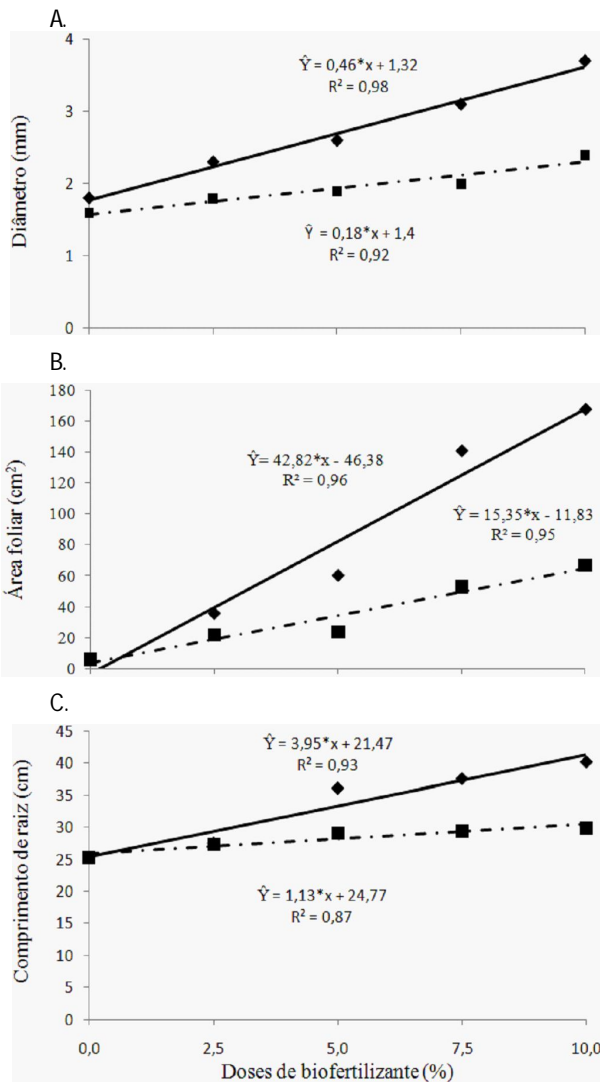 A.
4
3
2
1
0
Diâmetro (mm)
Ŷ = 0,46*x + 1,32
R² = 0,98
Ŷ = 0,18*x + 1,4
R² = 0,92
B.
180
160
140
120
100
80
60
40
20
0
Área foliar (cm²)
Ŷ= 42,82*x - 46,38
R² = 0,96
Ŷ = 15,35*x - 11,83
R² = 0,95
C.
45
40
35
30
25
20
15
10
5
0
Comprimento de raiz (cm)
Ŷ = 3,95*x + 21,47
R² = 0,93
Ŷ = 1,13*x + 24,77
R² = 0,87
0,0 2,5 5,0 7,5 10,0
Doses de biofertilizante (%)